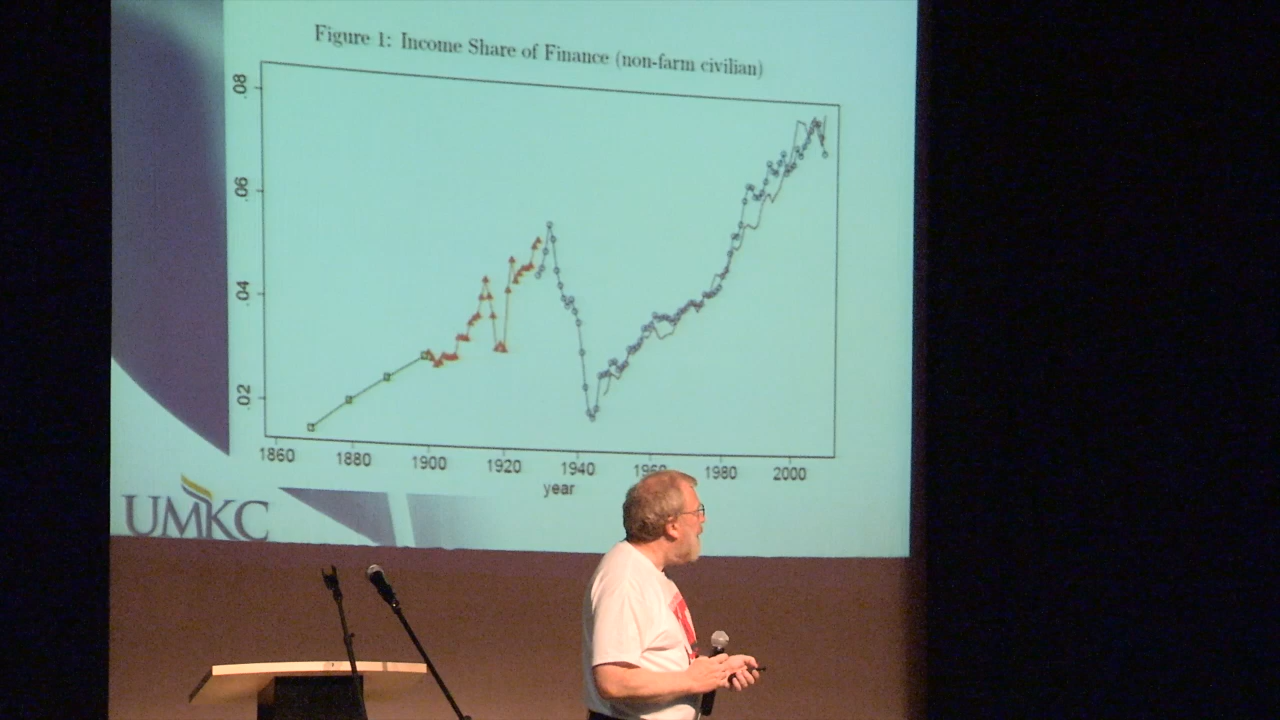 Figure 1: Income Share of Finance (non-farm civilian)
.08
.06
.04
.02
1860 1880 1900 1920 1940 1960 1980 2000
year
UMKC